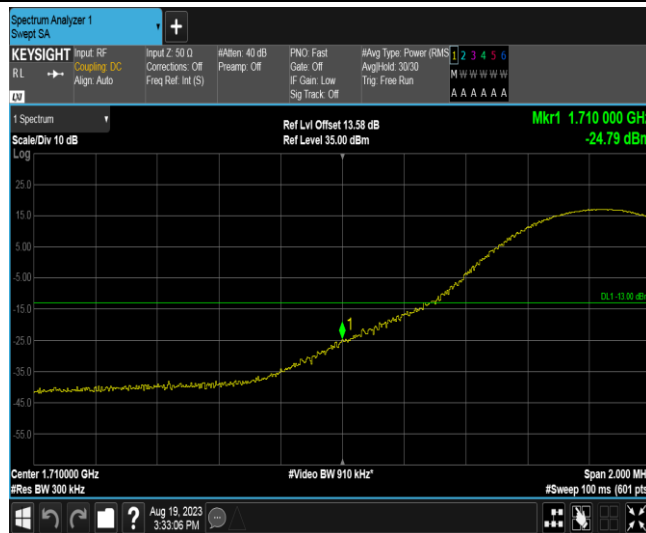 Spectrum Analyzer 1
Swept SA
+
KEYSIGHT
RL
LXI
Input: RF
Coupling: DC
Align: Auto
Input Z: 50 Ω
Corrections: Off
Freq Ref: Int (S)
#Atten: 40 dB
Preamp: Off
PNO: Fast
Gate: Off
IF Gain: Low
Sig Track: Off
#Avg Type: Power (RMS
Avg|Hold: 30/30
Trig: Free Run
1 2 3 4 5 6
M W W W W W
A A A A A A
1 Spectrum
Scale/Div 10 dB
Ref Lvl Offset 13.58 dB
Ref Level 35.00 dBm
Mkr1 1.710 000 GH
-24.79 dBm
Log
25.0
15.0
5.00
-5.00
DL1 -13.00 dBm
-15.0
1
-25.0
-35.0
-45.0
-55.0
Center 1.710000 GHz
#Video BW 910 kHz*
Span 2.000 MH
#Res BW 300 kHz
#Sweep 100 ms (601 pts
?
Aug 19, 2023
3:33:06 PM